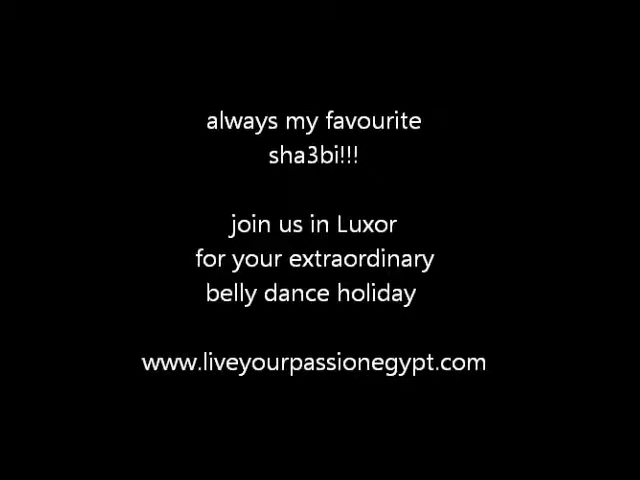 always my favourite
sha3bi!!!
join us in Luxor
for your extraordinary
belly dance holiday
www.liveyourpassionegypt.com